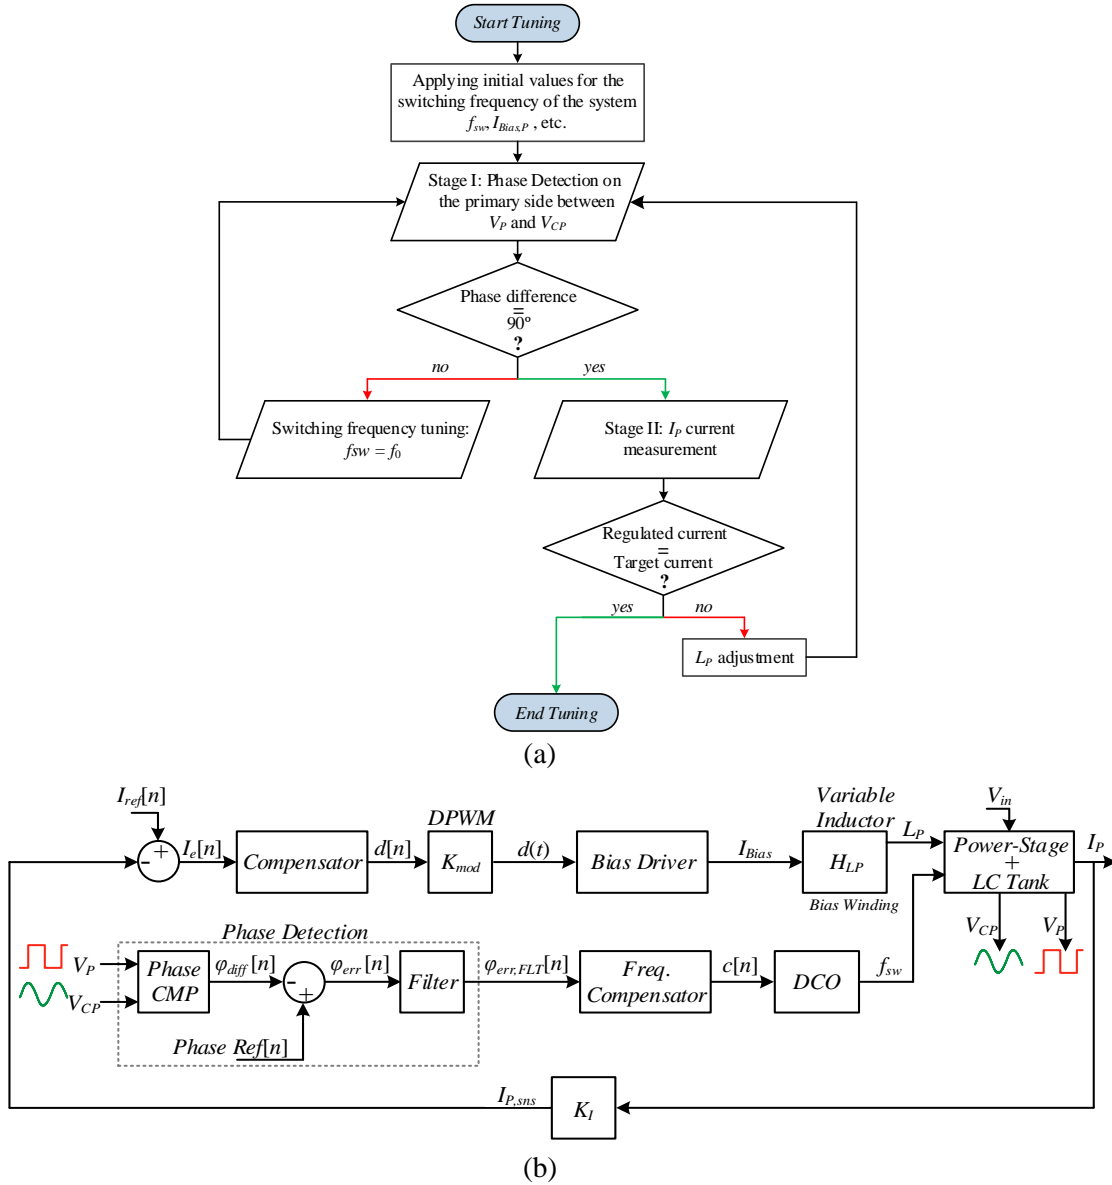 Start Tuning
Applying initial values for the
switching frequency of the system
fsw, IBias,P , etc.
Stage I: Phase Detection on
the primary side between
VP and VCP
Phase difference
=
90º
?
no
yes
Switching frequency tuning:
fsw = f0
Stage II: IP current
measurement
Regulated current
=
Target current
?
yes
no
LP adjustment
End Tuning
(a)
Iref[n]
+
-
Ie[n]
Compensator
d[n]
DPWM
Kmod
d(t)
Bias Driver
IBias
Variable
Inductor
HLP
Bias Winding
LP
Vin
Power-Stage
+
LC Tank
IP
VCP
VP
Phase Detection
VP
VCP
Phase
CMP
φdiff[n]
-
+
Phase Ref[n]
φerr[n]
Filter
φerr,FLT[n]
Freq.
Compensator
c[n]
DCO
fsw
IP,sns
KI
(b)